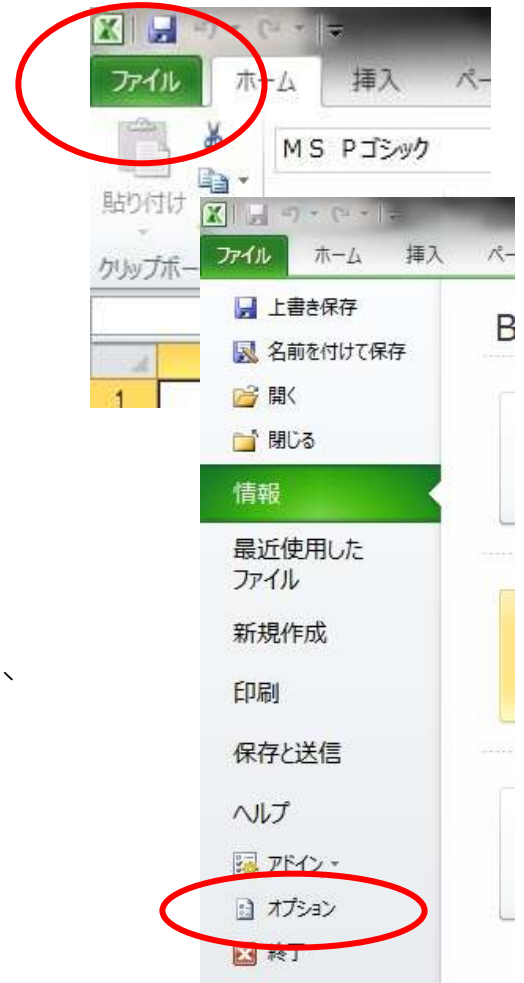 ファイル ホーム 挿入 ペー
ＭＳ Ｐゴシック
貼り付け
クリップボー
1
ファイル ホーム 挿入 ペー
上書き保存
B
名前を付けて保存
開く
閉じる
情報
最近使用した
ファイル
新規作成
、
印刷
保存と送信
ヘルプ
アドイン
オプション
終了